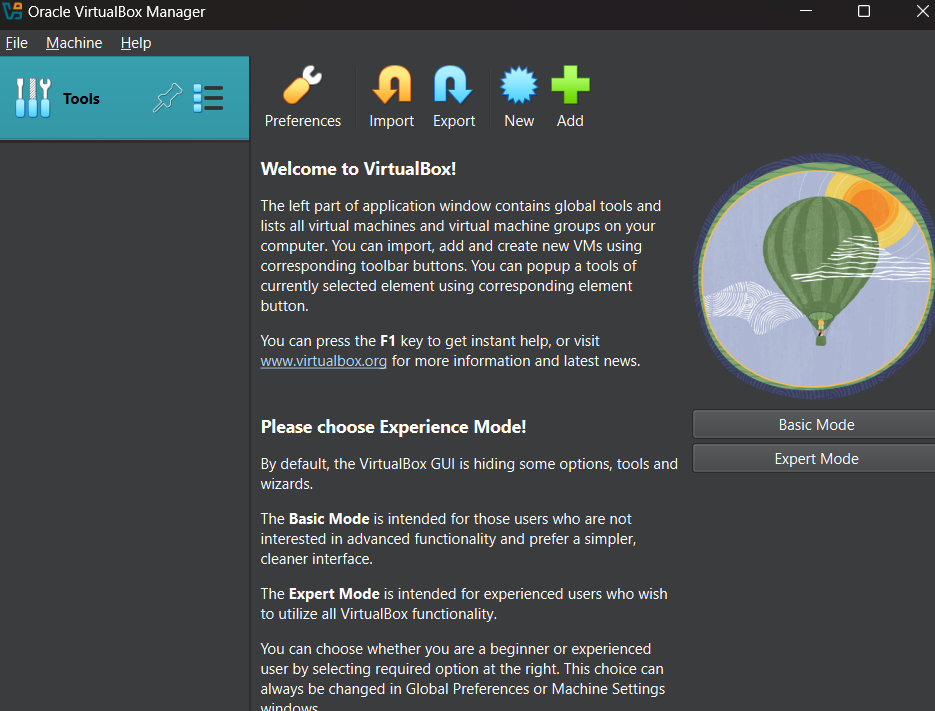 Oracle VirtualBox Manager
File Machine Help
Tools
Preferences Import Export New Add
Welcome to VirtualBox!
The left part of application window contains global tools and
lists all virtual machines and virtual machine groups on your
computer. You can import, add and create new VMs using
corresponding toolbar buttons. You can popup a tools of
currently selected element using corresponding element
button.
You can press the F1 key to get instant help, or visit
www.virtualbox.org for more information and latest news.
Please choose Experience Mode!
By default, the VirtualBox GUI is hiding some options, tools and
wizards.
The Basic Mode is intended for those users who are not
interested in advanced functionality and prefer a simpler,
cleaner interface.
The Expert Mode is intended for experienced users who wish
to utilize all VirtualBox functionality.
You can choose whether you are a beginner or experienced
user by selecting required option at the right. This choice can
always be changed in Global Preferences or Machine Settings
windows.
Basic Mode
Expert Mode